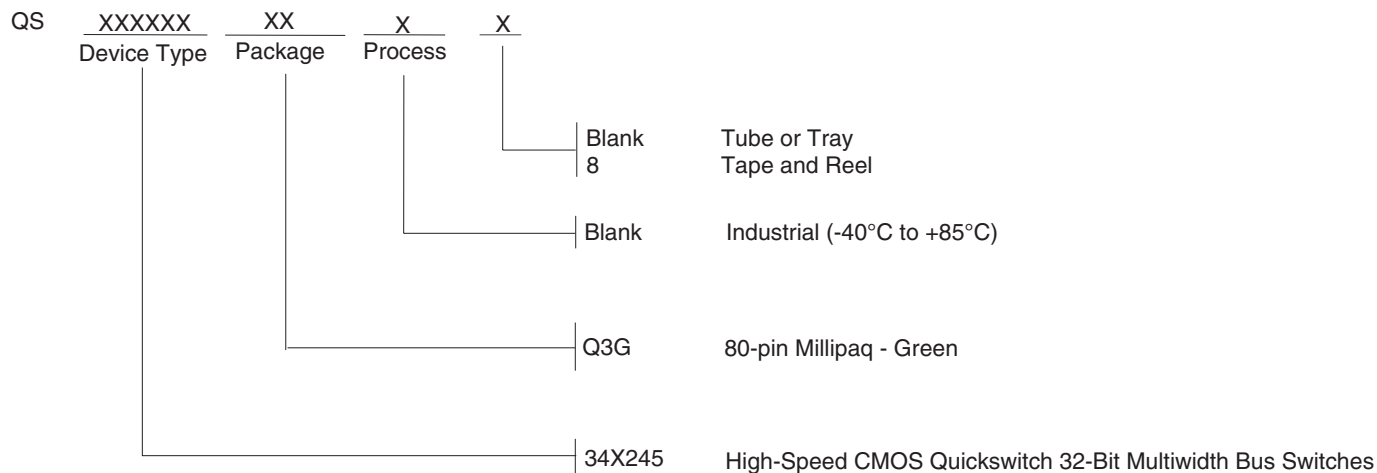 QS XXXXXX XX X X
Device Type Package Process
Blank Tube or Tray
8 Tape and Reel
Blank Industrial (-40°C to +85°C)
Q3G 80-pin Millipaq - Green
34X245 High-Speed CMOS Quickswitch 32-Bit Multiwidth Bus Switches